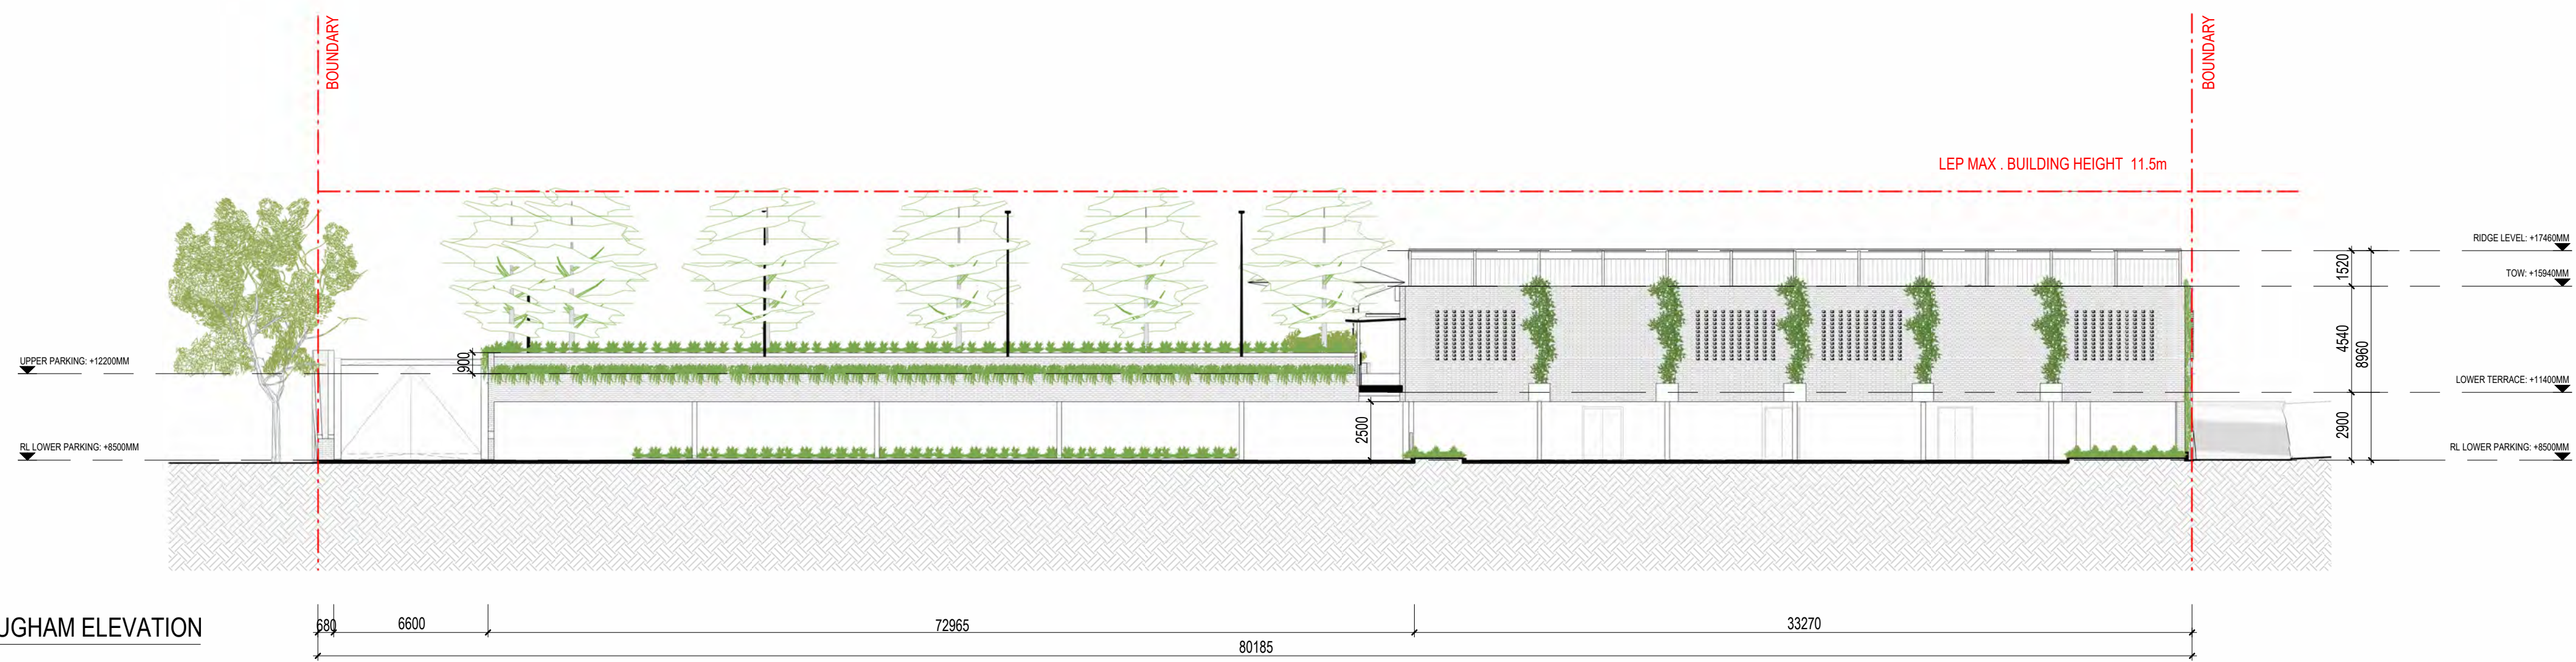 BOUNDARY
BOUNDARY
LEP MAX . BUILDING HEIGHT 11.5m
RIDGE LEVEL: +17460MM
1520
TOW: +15940MM
4540
8960
UPPER PARKING: +12200MM
900
LOWER TERRACE: +11400MM
2500
2900
RL LOWER PARKING: +8500MM
RL LOWER PARKING: +8500MM
UGHAM ELEVATION
680
6600
72965
33270
80185